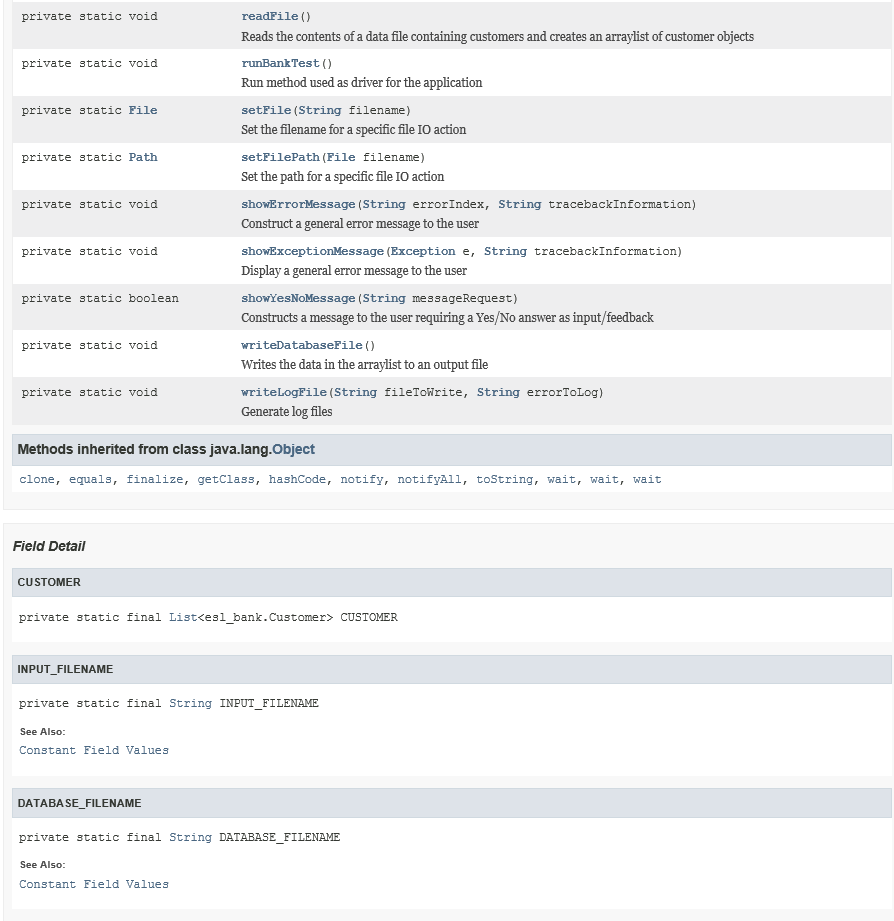 private static void readFile()
Reads the contents of a data file containing customers and creates an arraylist of customer objects
private static void runBankTest()
Run method used as driver for the application
private static File setFile(String filename)
Set the filename for a specific file IO action
private static Path setFilePath(File filename)
Set the path for a specific file IO action
private static void showErrorMessage(String errorIndex, String tracebackInformation)
Construct a general error message to the user
private static void showExceptionMessage(Exception e, String tracebackInformation)
Display a general error message to the user
private static boolean showYesNoMessage(String messageRequest)
Constructs a message to the user requiring a Yes/No answer as input/feedback
private static void writeDatabaseFile()
Writes the data in the arraylist to an output file
private static void writeLogFile(String fileToWrite, String errorToLog)
Generate log files
Methods inherited from class java.lang.Object
clone, equals, finalize, getClass, hashCode, notify, notifyAll, toString, wait, wait, wait
Field Detail
CUSTOMER
private static final List<esl_bank.Customer> CUSTOMER
INPUT_FILENAME
private static final String INPUT_FILENAME
See Also:
Constant Field Values
DATABASE_FILENAME
private static final String DATABASE_FILENAME
See Also:
Constant Field Values